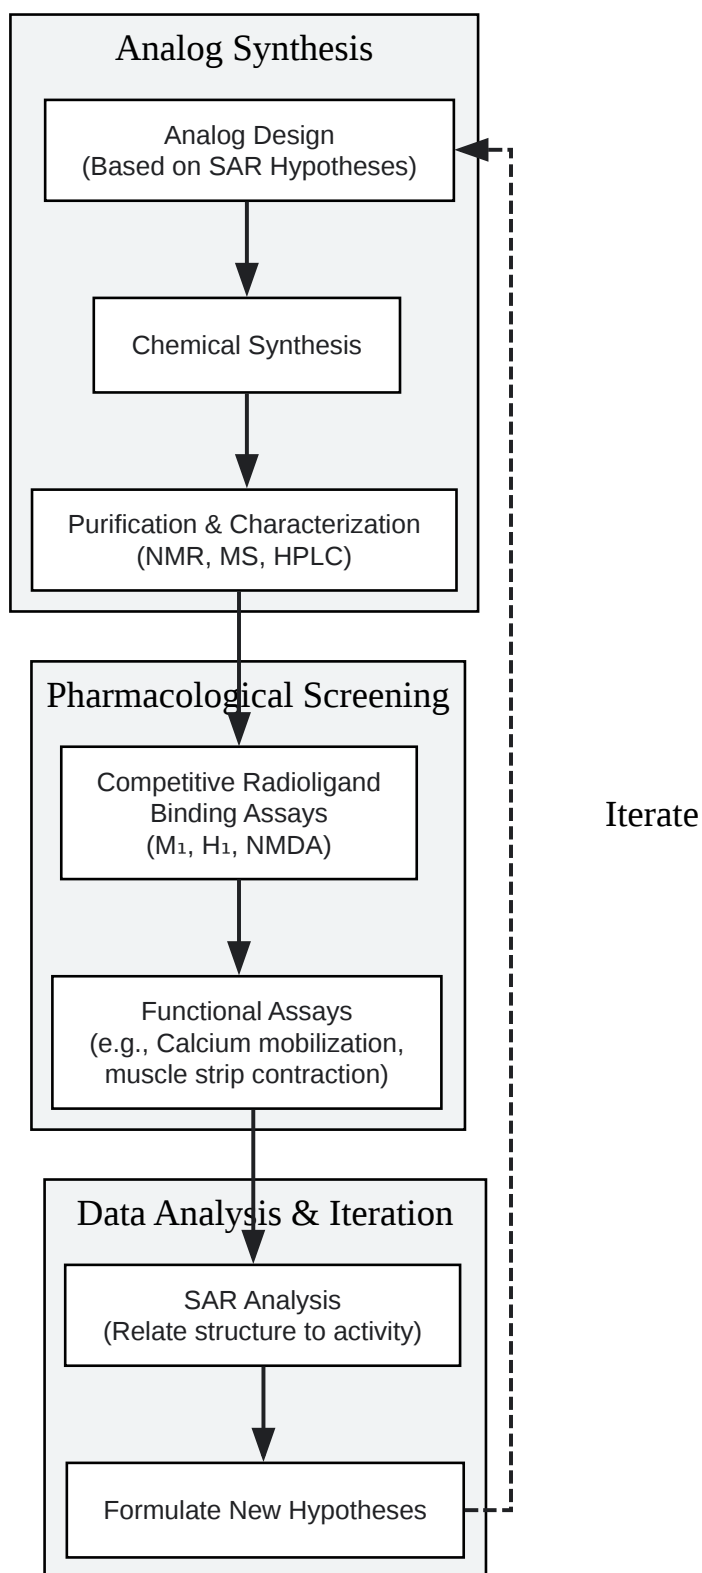 Analog Synthesis
Analog Design
(Based on SAR Hypotheses)
Chemical Synthesis
Purification & Characterization
(NMR, MS, HPLC)
Pharmacological Screening
Competitive Radioligand
Binding Assays
(M₁, H₁, NMDA)
Iterate
Functional Assays
(e.g., Calcium mobilization,
muscle strip contraction)
Data Analysis & Iteration
SAR Analysis
(Relate structure to activity)
Formulate New Hypotheses